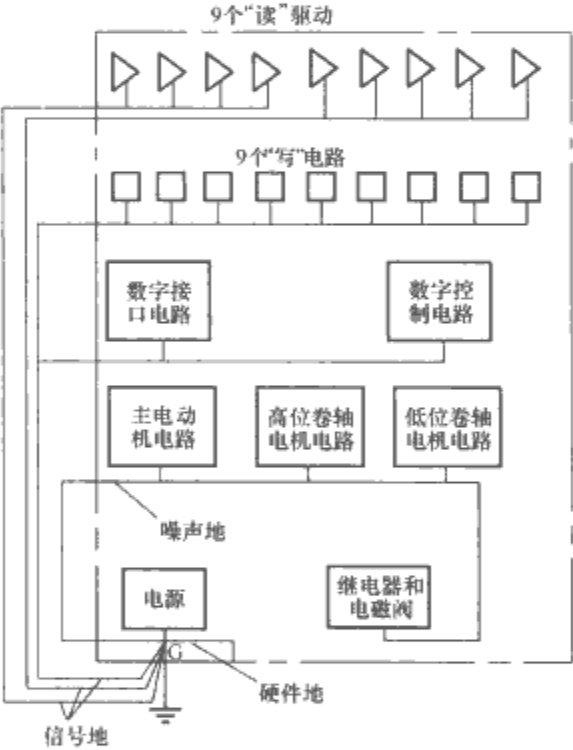 9个“读”驱动
9个“写”电路
数字接
口电路
数字控
制电路
主电动
机电路
高位卷轴
电机电路
低位卷轴
电机电路
噪声地
电源
继电器和
电磁阀
G
硬件地
信号地